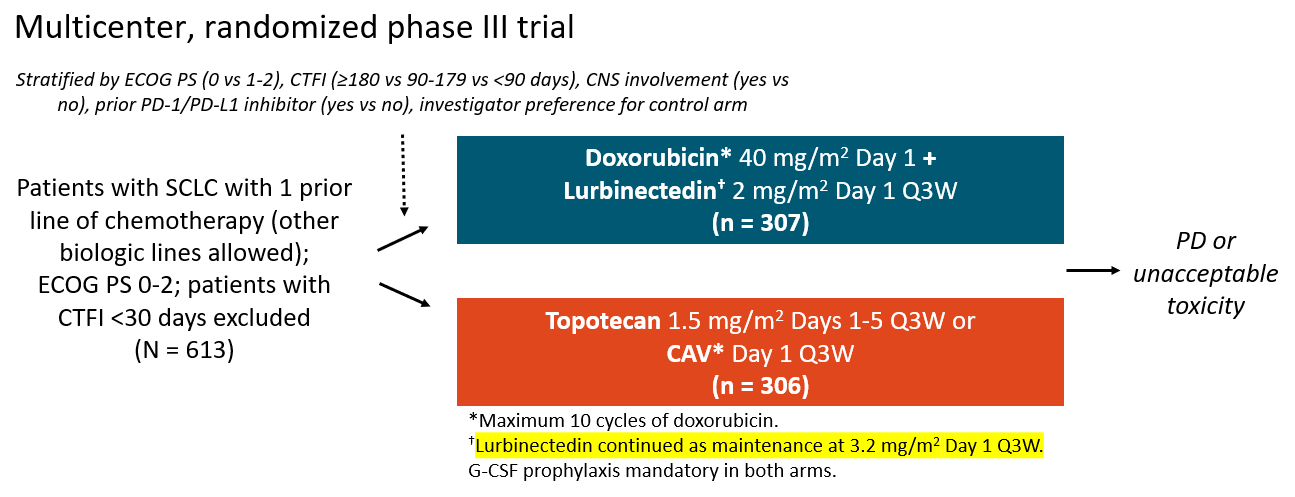 Multicenter, randomized phase III trial
Stratified by ECOG PS (0 vs 1-2), CTFI (≥180 vs 90-179 vs <90 days), CNS involvement (yes vs
no), prior PD-1/PD-L1 inhibitor (yes vs no), investigator preference for control arm
Patients with SCLC with 1 prior
line of chemotherapy (other
biologic lines allowed);
ECOG PS 0-2; patients with
CTFI <30 days excluded
(N = 613)
Doxorubicin* 40 mg/m² Day 1 +
Lurbinectedin† 2 mg/m² Day 1 Q3W
(n = 307)
Topotecan 1.5 mg/m² Days 1-5 Q3W or
CAV* Day 1 Q3W
(n = 306)
PD or
unacceptable
toxicity
*Maximum 10 cycles of doxorubicin.
†Lurbinectedin continued as maintenance at 3.2 mg/m² Day 1 Q3W.
G-CSF prophylaxis mandatory in both arms.